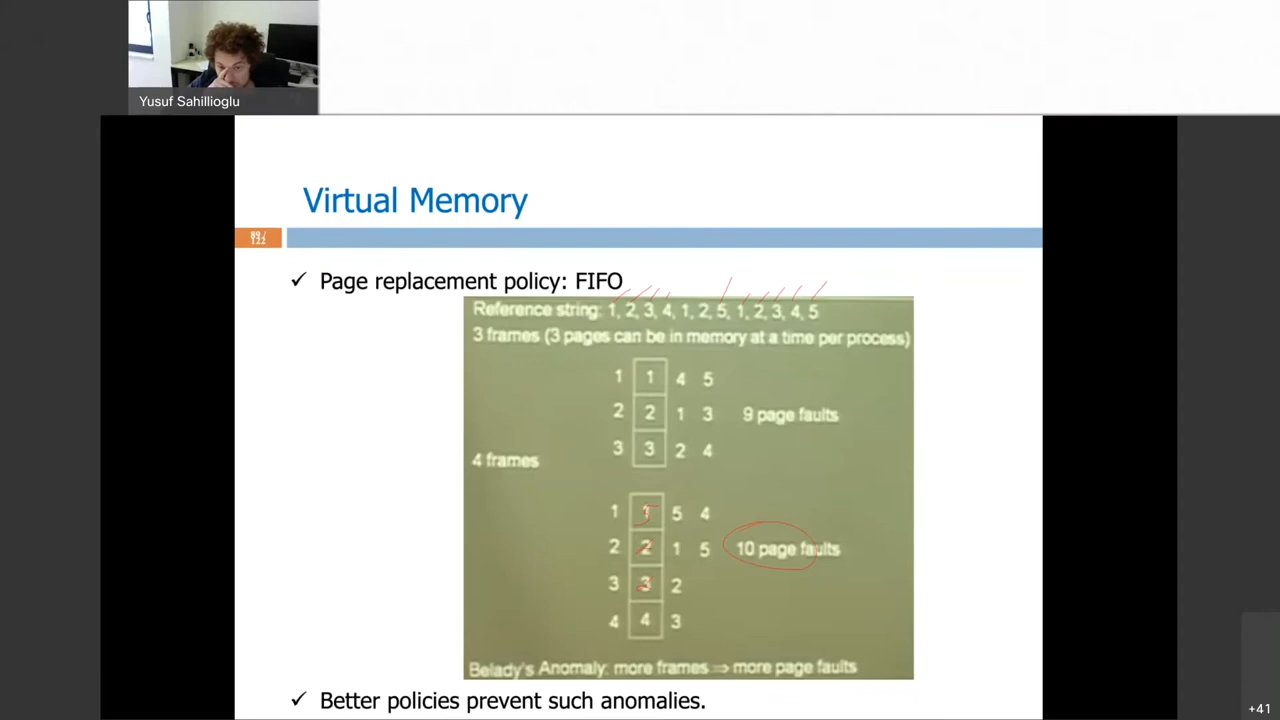 Yusuf Sahillioglu
Virtual Memory
89 /
122
✓ Page replacement policy: FIFO
Reference string: 1, 2, 3, 4, 1, 2, 5, 1, 2, 3, 4, 5
3 frames (3 pages can be in memory at a time per process)
1 1 4 5
2 2 1 3 9 page faults
3 3 2 4
4 frames
1 1 5 4
2 2 1 5 10 page faults
3 3 2
4 4 3
Belady's Anomaly: more frames ⇒ more page faults
✓ Better policies prevent such anomalies.
+41